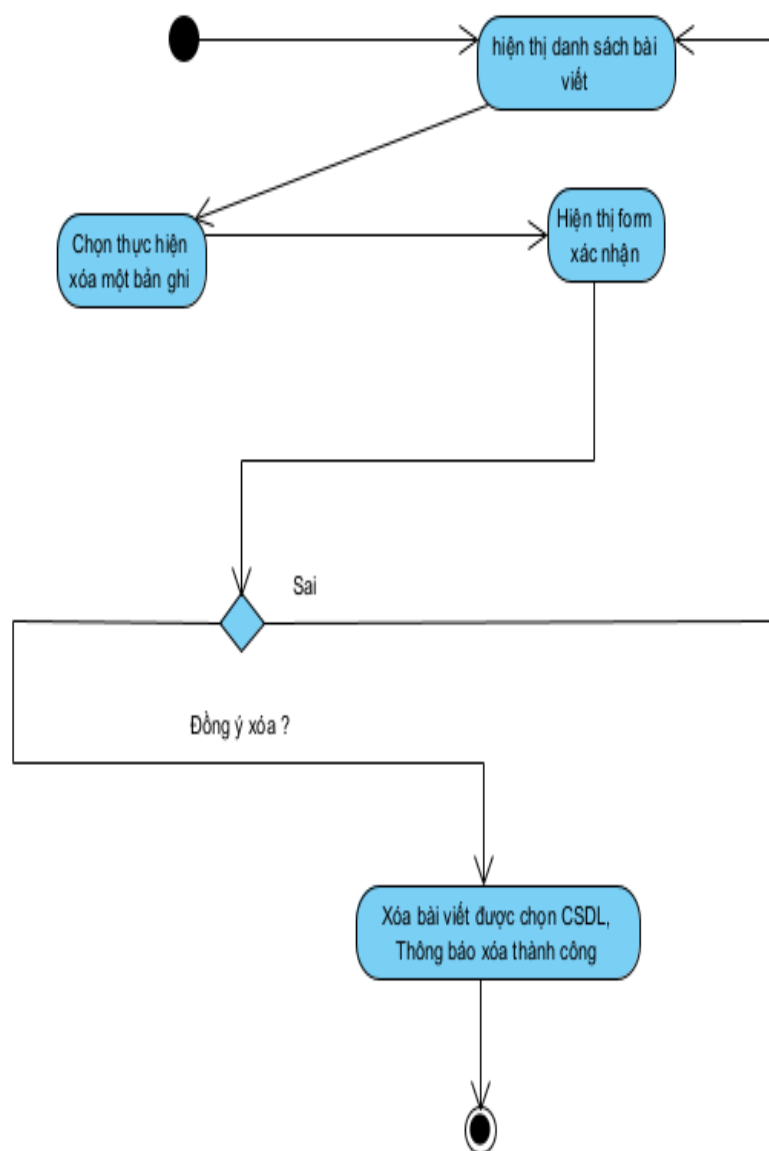 hiện thị danh sách bài
viết
Chọn thực hiện
xóa một bản ghi
Hiện thị form
xác nhận
Sai
Đồng ý xóa ?
Xóa bài viết được chọn CSDL,
Thông báo xóa thành công